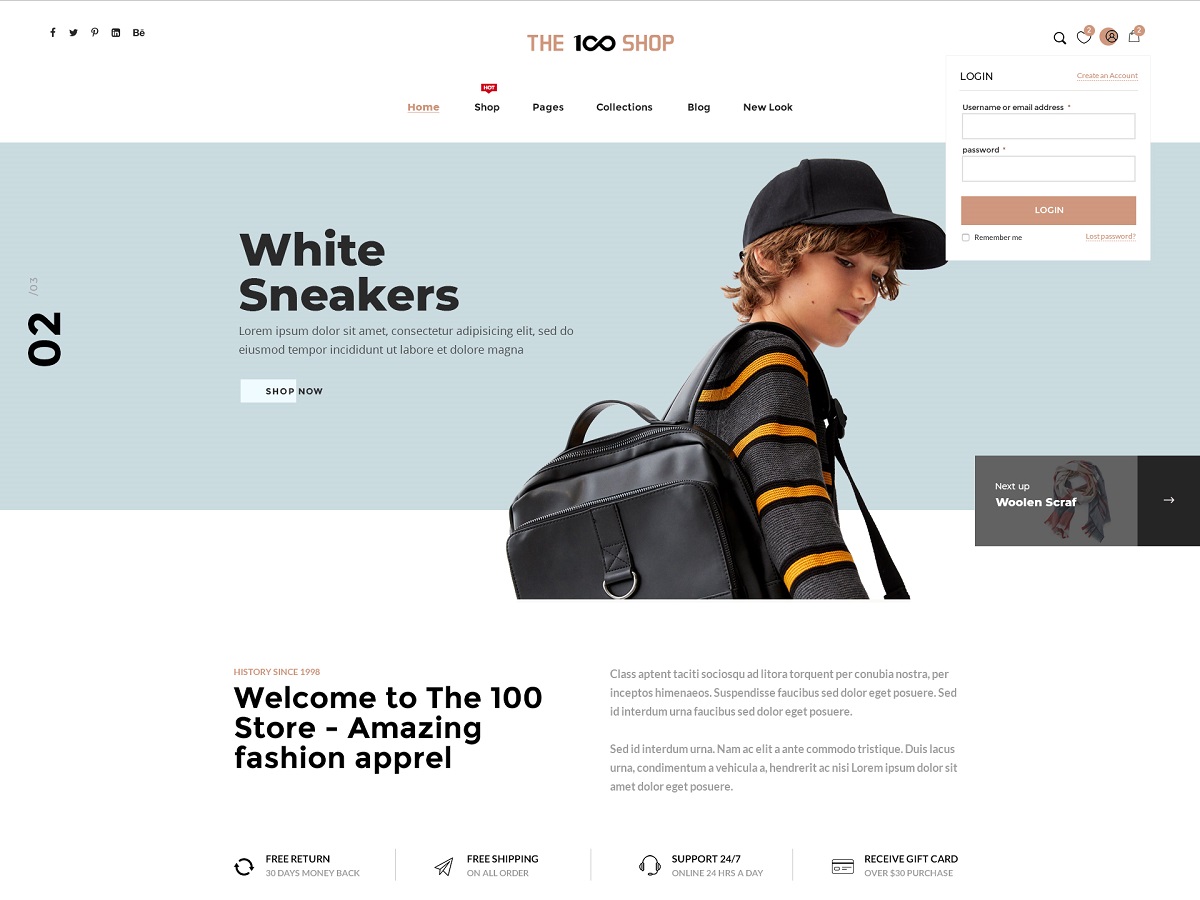 Bē
THE 100 SHOP
2
2
HOT
Home
Shop
Pages
Collections
Blog
New Look
LOGIN
Create an Account
Username or email address *
password *
LOGIN
Remember me
Lost password?
02
/03
White
Sneakers
Lorem ipsum dolor sit amet, consectetur adipisicing elit, sed do
eiusmod tempor incididunt ut labore et dolore magna
SHOP NOW
Next up
Woolen Scraf
HISTORY SINCE 1998
Welcome to The 100
Store - Amazing
fashion apprel
Class aptent taciti sociosqu ad litora torquent per conubia nostra, per
inceptos himenaeos. Suspendisse faucibus sed dolor eget posuere. Sed
id interdum urna faucibus sed dolor eget posuere.
Sed id interdum urna. Nam ac elit a ante commodo tristique. Duis lacus
urna, condimentum a vehicula a, hendrerit ac nisi Lorem ipsum dolor sit
amet dolor eget posuere.
FREE RETURN
30 DAYS MONEY BACK
FREE SHIPPING
ON ALL ORDER
SUPPORT 24/7
ONLINE 24 HRS A DAY
RECEIVE GIFT CARD
OVER $30 PURCHASE